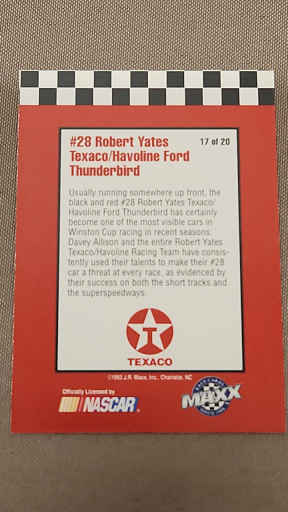 #28 Robert Yates 17 of 20
Texaco/Havoline Ford
Thunderbird
Usually running somewhere up front, the
black and red #28 Robert Yates Texaco/
Havoline Ford Thunderbird has certainly
become one of the most visible cars in
Winston Cup racing in recent seasons.
Davey Allison and the entire Robert Yates
Texaco/Havoline Racing Team have consis-
tently used their talents to make their #28
car a threat at every race, as evidenced by
their success on both the short tracks and
the superspeedways.
T
TEXACO
©1992 J.R. Maxx, Inc., Charlotte, NC
Officially Licensed by
NASCAR
MAXX